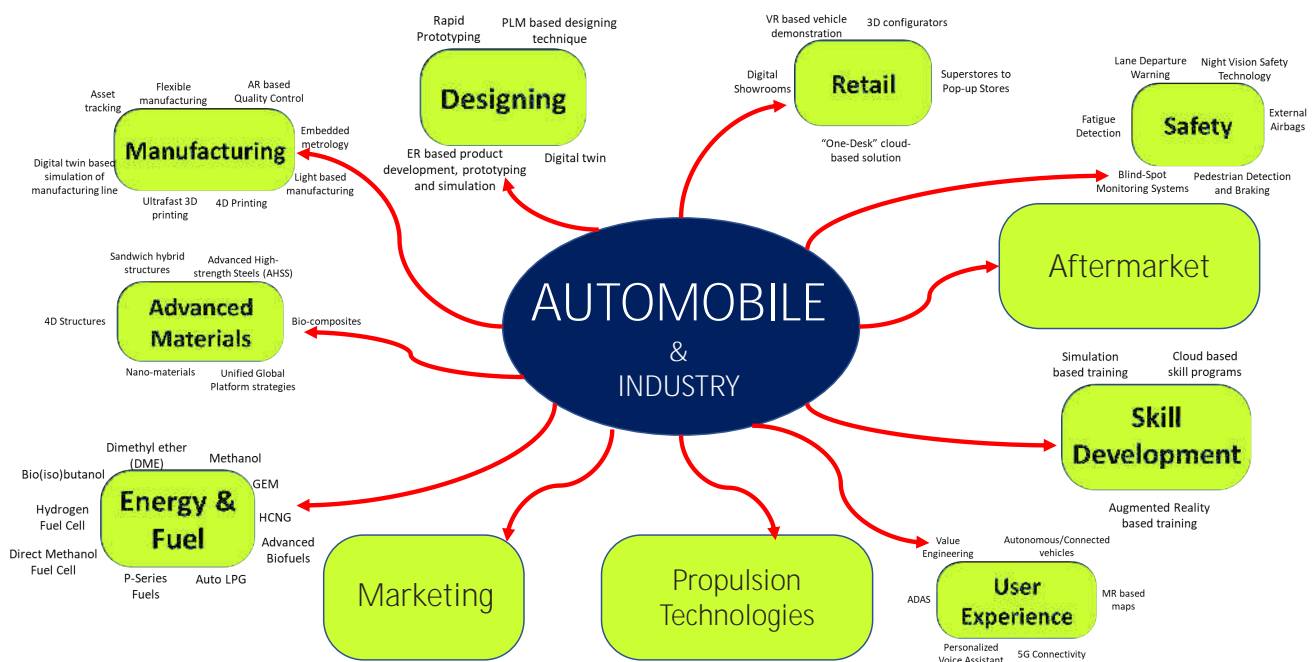 Rapid
Prototyping
PLM based designing
technique
Designing
ER based product
development, prototyping
and simulation
Digital twin
VR based vehicle
demonstration
3D configurators
Digital
Showrooms
Retail
Superstores to
Pop-up Stores
"One-Desk" cloud-
based solution
Lane Departure
Warning
Night Vision Safety
Technology
Fatigue
Detection
Safety
External
Airbags
Blind-Spot
Monitoring Systems
Pedestrian Detection
and Braking
Asset
tracking
Flexible
manufacturing
AR based
Quality Control
Manufacturing
Embedded
metrology
Digital twin based
simulation of
manufacturing line
Ultrafast 3D
printing
4D Printing
Light based
manufacturing
Aftermarket
Sandwich hybrid
structures
Advanced High-
strength Steels (AHSS)
4D Structures
Advanced
Materials
Bio-composites
Nano-materials
Unified Global
Platform strategies
AUTOMOBILE
&
INDUSTRY
Simulation
based training
Cloud based
skill programs
Skill
Development
Augmented Reality
based training
Dimethyl ether
(DME)
Methanol
Bio(iso)butanol
GEM
Energy &
Fuel
Hydrogen
Fuel Cell
HCNG
Direct Methanol
Fuel Cell
Advanced
Biofuels
P-Series
Fuels
Auto LPG
Marketing
Propulsion
Technologies
Value
Engineering
Autonomous/Connected
vehicles
ADAS
User
Experience
MR based
maps
Personalized
Voice Assistant
5G Connectivity